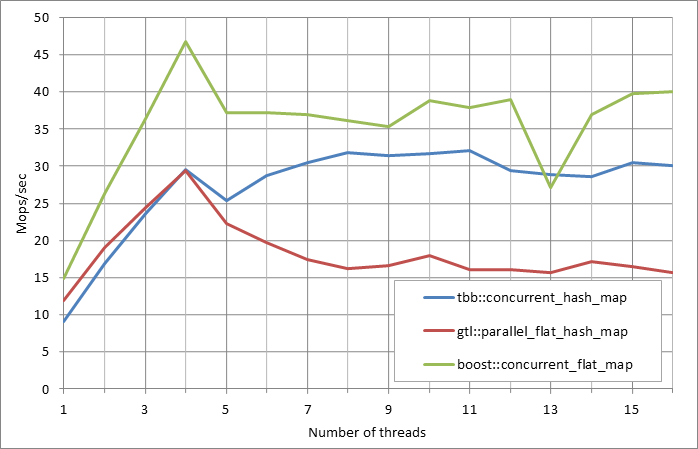 50
45
40
35
30
25
20
15
10
5
0
Mops/sec
tbb::concurrent_hash_map
gtl::parallel_flat_hash_map
boost::concurrent_flat_map
1 3 5 7 9 11 13 15
Number of threads